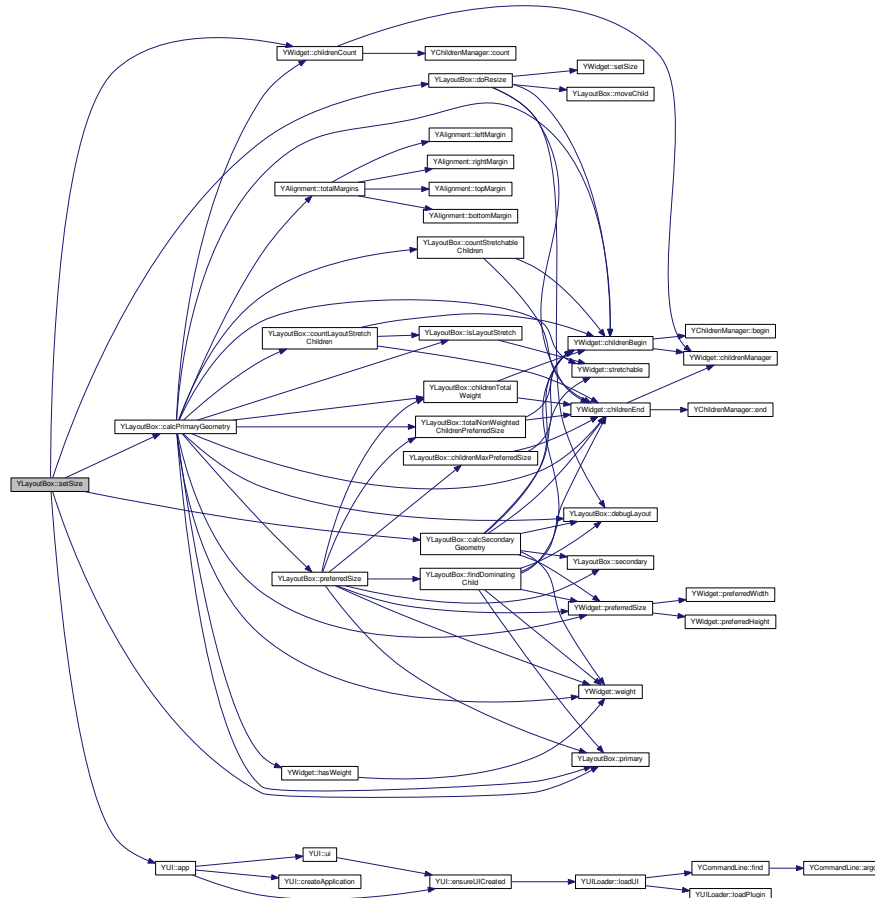 YWidget::childrenCount
YChildrenManager::count
YWidget::setSize
YLayoutBox::doResize
YLayoutBox::moveChild
YAlignment::leftMargin
YAlignment::rightMargin
YAlignment::totalMargins
YAlignment::topMargin
YAlignment::bottomMargin
YLayoutBox::countStretchable
Children
YChildrenManager::begin
YLayoutBox::countLayoutStretch
Children
YLayoutBox::isLayoutStretch
YWidget::childrenBegin
YWidget::childrenManager
YWidget::stretchable
YLayoutBox::childrenTotal
Weight
YWidget::childrenEnd
YChildrenManager::end
YLayoutBox::calcPrimaryGeometry
YLayoutBox::totalNonWeighted
ChildrenPreferredSize
YLayoutBox::childrenMaxPreferredSize
YLayoutBox::setSize
YLayoutBox::debugLayout
YLayoutBox::calcSecondary
Geometry
YLayoutBox::secondary
YLayoutBox::preferredSize
YLayoutBox::findDominating
Child
YWidget::preferredWidth
YWidget::preferredSize
YWidget::preferredHeight
YWidget::weight
YLayoutBox::primary
YWidget::hasWeight
YUI::ui
YUI::app
YCommandLine::find
YUI::createApplication
YUI::ensureUICreated
YUILoader::loadUI
YUILoader::loadPlugin